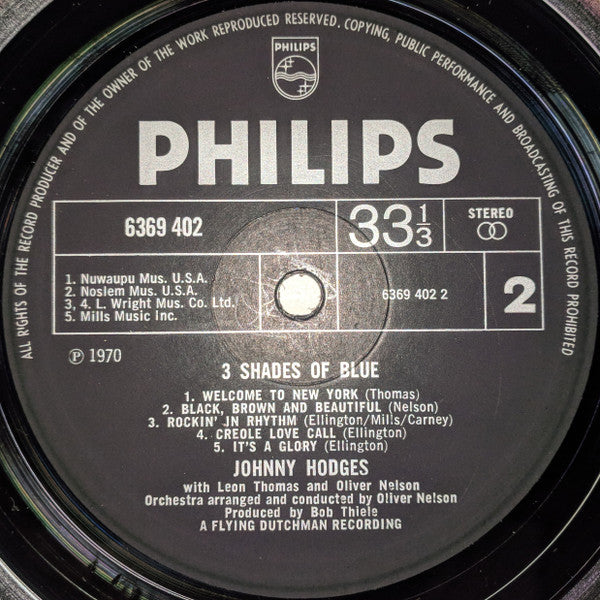 ALL RIGHTS OF THE RECORD PRODUCER AND OF THE OWNER OF THE WORK REPRODUCED RESERVED. COPYING, PUBLIC PERFORMANCE AND BROADCASTING OF THIS RECORD PROHIBITED
PHILIPS
PHILIPS
6369 402
33 1/3
STEREO
1. Nuwaupu Mus. U.S.A.
2. Noslem Mus. U.S.A.
3, 4. L. Wright Mus. Co. Ltd.
5. Mills Music Inc.
6369 402 2
2
Ⓟ 1970
3 SHADES OF BLUE
1. WELCOME TO NEW YORK (Thomas)
2. BLACK, BROWN AND BEAUTIFUL (Nelson)
3. ROCKIN' JN RHYTHM (Ellington/Mills/Carney)
4. CREOLE LOVE CALL (Ellington)
5. IT'S A GLORY (Ellington)
JOHNNY HODGES
with Leon Thomas and Oliver Nelson
Orchestra arranged and conducted by Oliver Nelson
Produced by Bob Thiele
A FLYING DUTCHMAN RECORDING